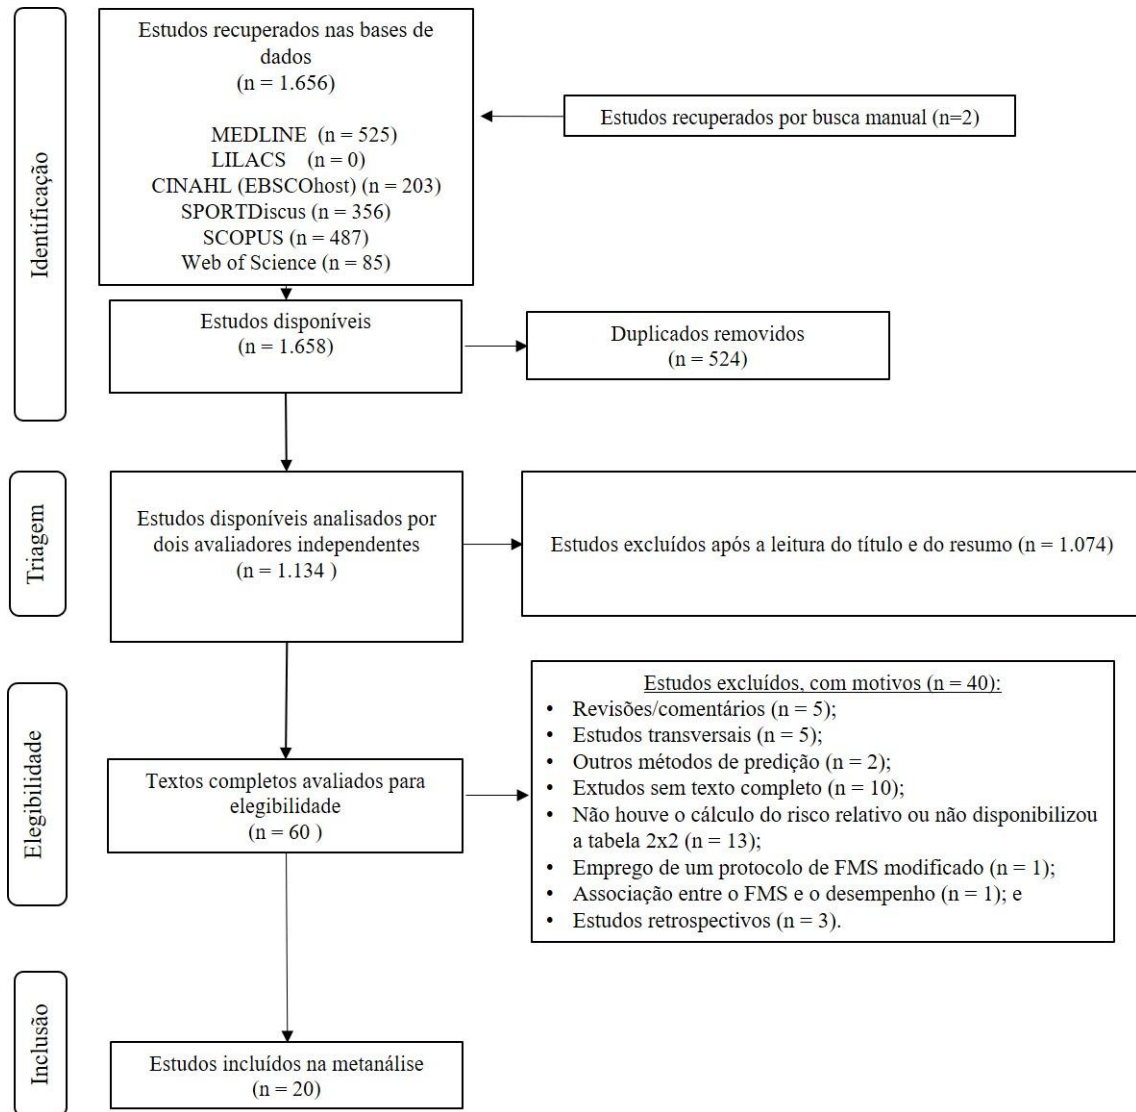 Identificação
Estudos recuperados nas bases de
dados
(n = 1.656)
MEDLINE (n = 525)
LILACS (n = 0)
CINAHL (EBSCOhost) (n = 203)
SPORTDiscus (n = 356)
SCOPUS (n = 487)
Web of Science (n = 85)
Estudos recuperados por busca manual (n=2)
Estudos disponíveis
(n = 1.658)
Duplicados removidos
(n = 524)
Triagem
Estudos disponíveis analisados por
dois avaliadores independentes
(n = 1.134 )
Estudos excluídos após a leitura do título e do resumo (n = 1.074)
Elegibilidade
Textos completos avaliados para
elegibilidade
(n = 60 )
Estudos excluídos, com motivos (n = 40):
• Revisões/comentários (n = 5);
• Estudos transversais (n = 5);
• Outros métodos de predição (n = 2);
• Extudos sem texto completo (n = 10);
• Não houve o cálculo do risco relativo ou não disponibilizou
a tabela 2x2 (n = 13);
• Emprego de um protocolo de FMS modificado (n = 1);
• Associação entre o FMS e o desempenho (n = 1); e
• Estudos retrospectivos (n = 3).
Inclusão
Estudos incluídos na metanálise
(n = 20)